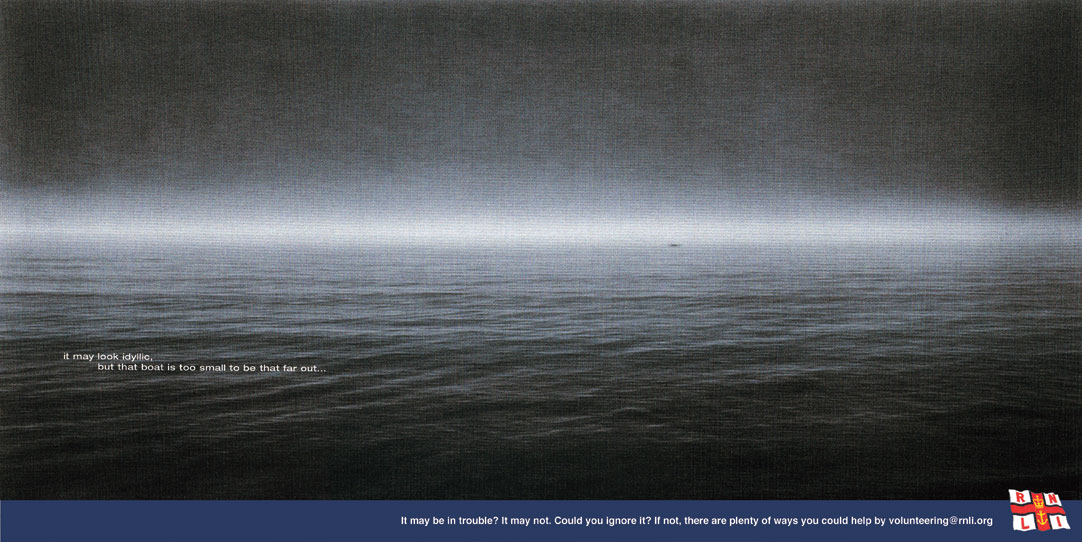 it may look idyllic,
but that boat is too small to be that far out...
It may be in trouble? It may not. Could you ignore it? If not, there are plenty of ways you could help by volunteering@rnli.org
R N
L I